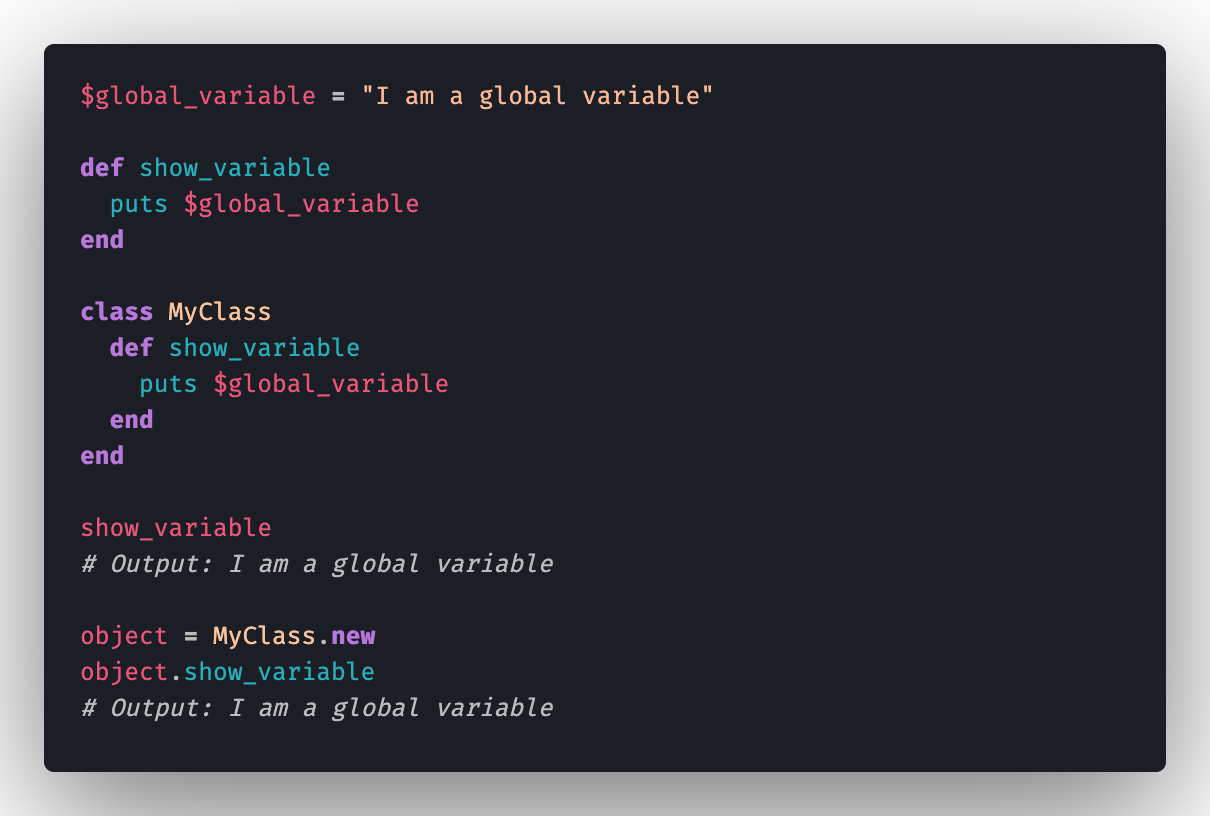 $global_variable = "I am a global variable"
def show_variable
  puts $global_variable
end
class MyClass
  def show_variable
    puts $global_variable
  end
end
show_variable
# Output: I am a global variable
object = MyClass.new
object.show_variable
# Output: I am a global variable